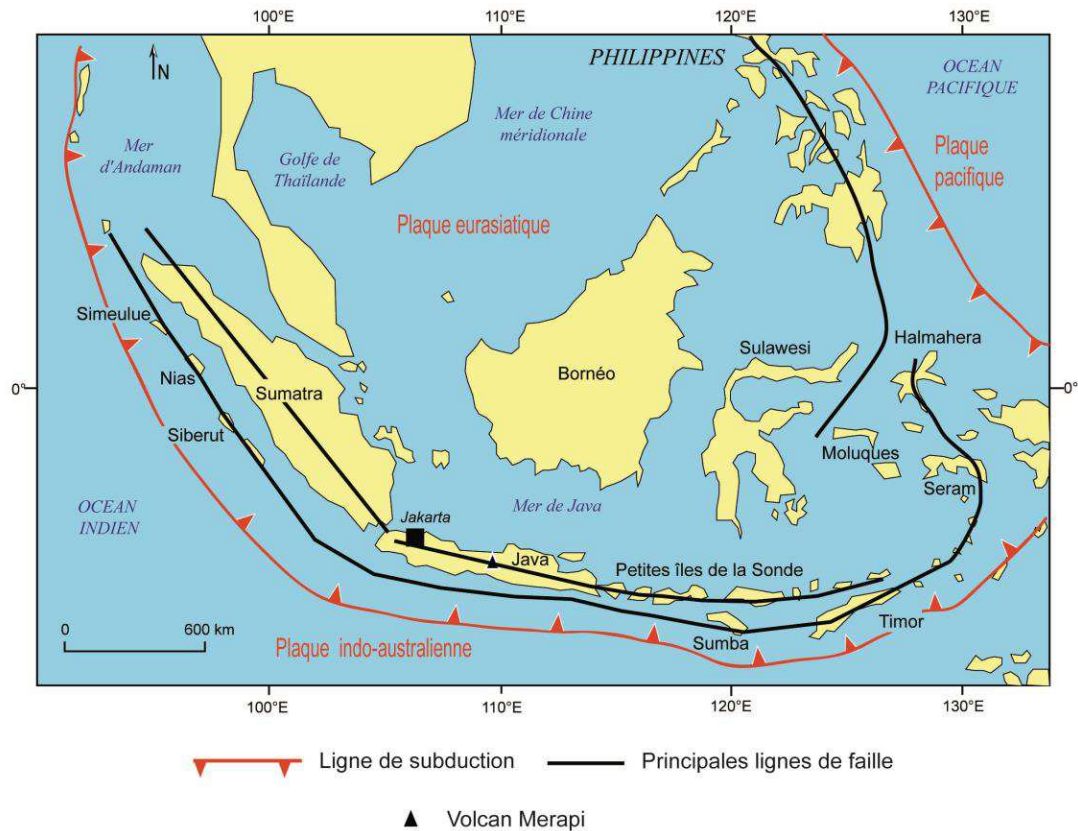 100°E
110°E
120°E
130°E
N
PHILIPPINES
OCEAN
PACIFIQUE
Mer de Chine
méridionale
Mer
d'Andaman
Golfe de
Thaïlande
Plaque
pacifique
Plaque eurasiatique
Simeulue
Halmahera
Sulawesi
Nias
Bornéo
0°
0°
Sumatra
Siberut
Moluques
Seram
OCEAN
INDIEN
Mer de Java
Jakarta
Java
Petites îles de la Sonde
0
600 km
Timor
Sumba
Plaque indo-australienne
100°E
110°E
120°E
130°E
Ligne de subduction
Principales lignes de faille
Volcan Merapi